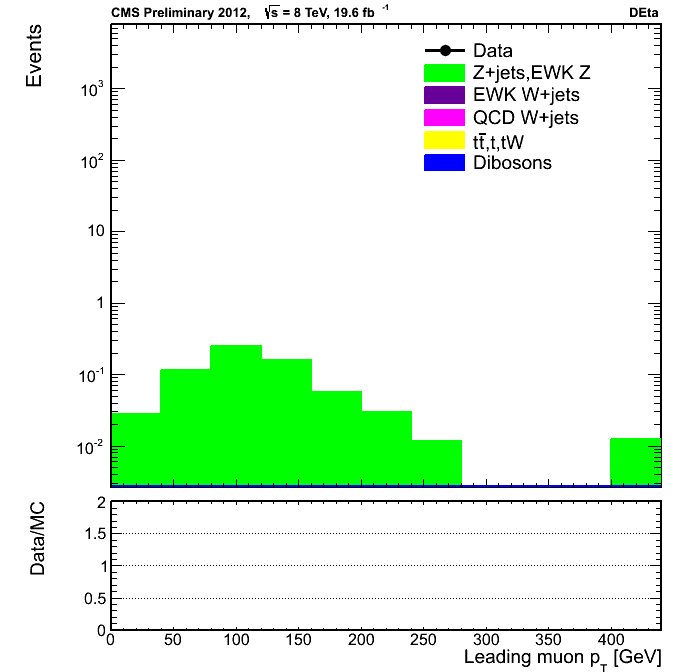 CMS Preliminary 2012, √s = 8 TeV, 19.6 fb⁻¹ DEta
Events
10³
10²
10
1
10⁻¹
10⁻²
Data
Z+jets,EWK Z
EWK W+jets
QCD W+jets
tt̅,t,tW
Dibosons
Data/MC
2
1.5
1
0.5
0
0 50 100 150 200 250 300 350 400
Leading muon p_T [GeV]